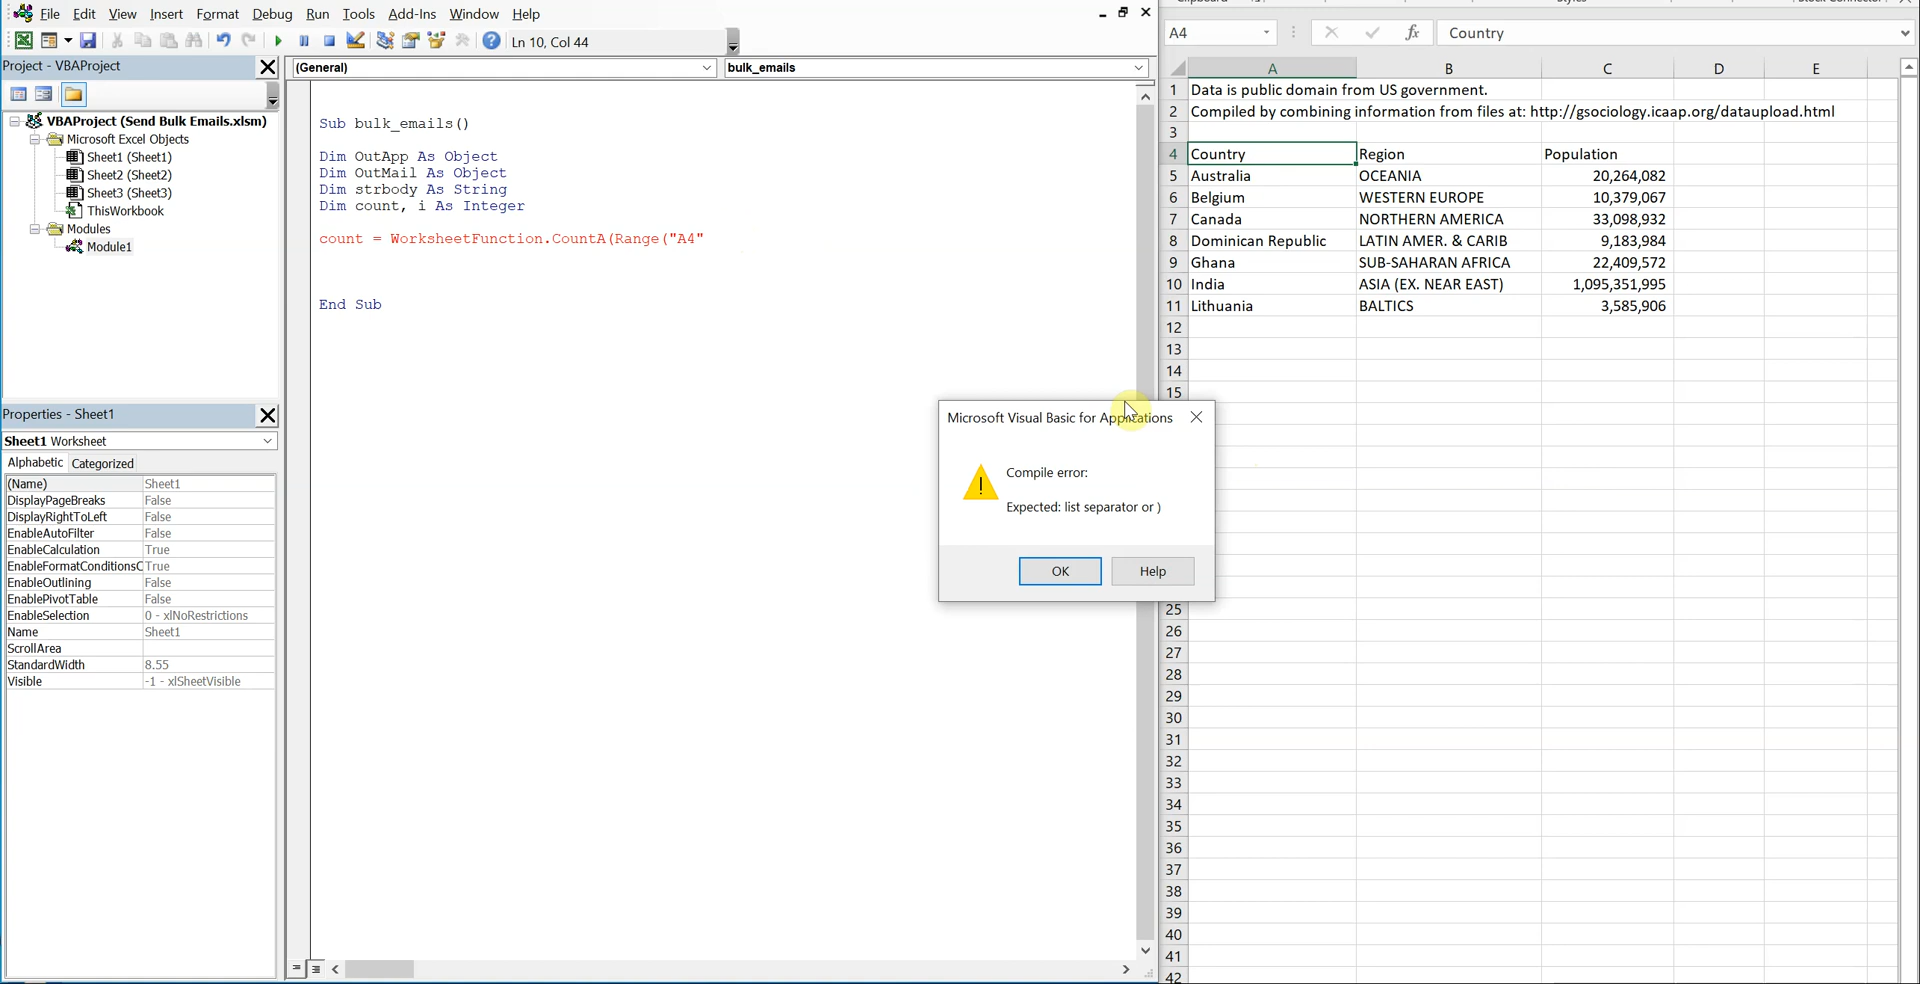 File Edit View Insert Format Debug Run Tools Add-Ins Window Help
Ln 10, Col 44
Project - VBAProject
VBAProject (Send Bulk Emails.xlsm)
Microsoft Excel Objects
Sheet1 (Sheet1)
Sheet2 (Sheet2)
Sheet3 (Sheet3)
ThisWorkbook
Modules
Module1
Properties - Sheet1
Sheet1 Worksheet
Alphabetic Categorized
(Name) Sheet1
DisplayPageBreaks False
DisplayRightToLeft False
EnableAutoFilter False
EnableCalculation True
EnableFormatConditionsC True
EnableOutlining False
EnablePivotTable False
EnableSelection 0 - xlNoRestrictions
Name Sheet1
ScrollArea
StandardWidth 8.55
Visible -1 - xlSheetVisible
(General) bulk_emails
Sub bulk_emails()
Dim OutApp As Object
Dim OutMail As Object
Dim strbody As String
Dim count, i As Integer
count = WorksheetFunction.CountA(Range("A4"
End Sub
Microsoft Visual Basic for Applications
Compile error:
Expected: list separator or )
OK Help
A4 fx Country
A B C D E
1 Data is public domain from US government.
2 Compiled by combining information from files at: http://gsociology.icaap.org/dataupload.html
3
4 Country Region Population
5 Australia OCEANIA 20,264,082
6 Belgium WESTERN EUROPE 10,379,067
7 Canada NORTHERN AMERICA 33,098,932
8 Dominican Republic LATIN AMER. & CARIB 9,183,984
9 Ghana SUB-SAHARAN AFRICA 22,409,572
10 India ASIA (EX. NEAR EAST) 1,095,351,995
11 Lithuania BALTICS 3,585,906
12
13
14
15
25
26
27
28
29
30
31
32
33
34
35
36
37
38
39
40
41
42